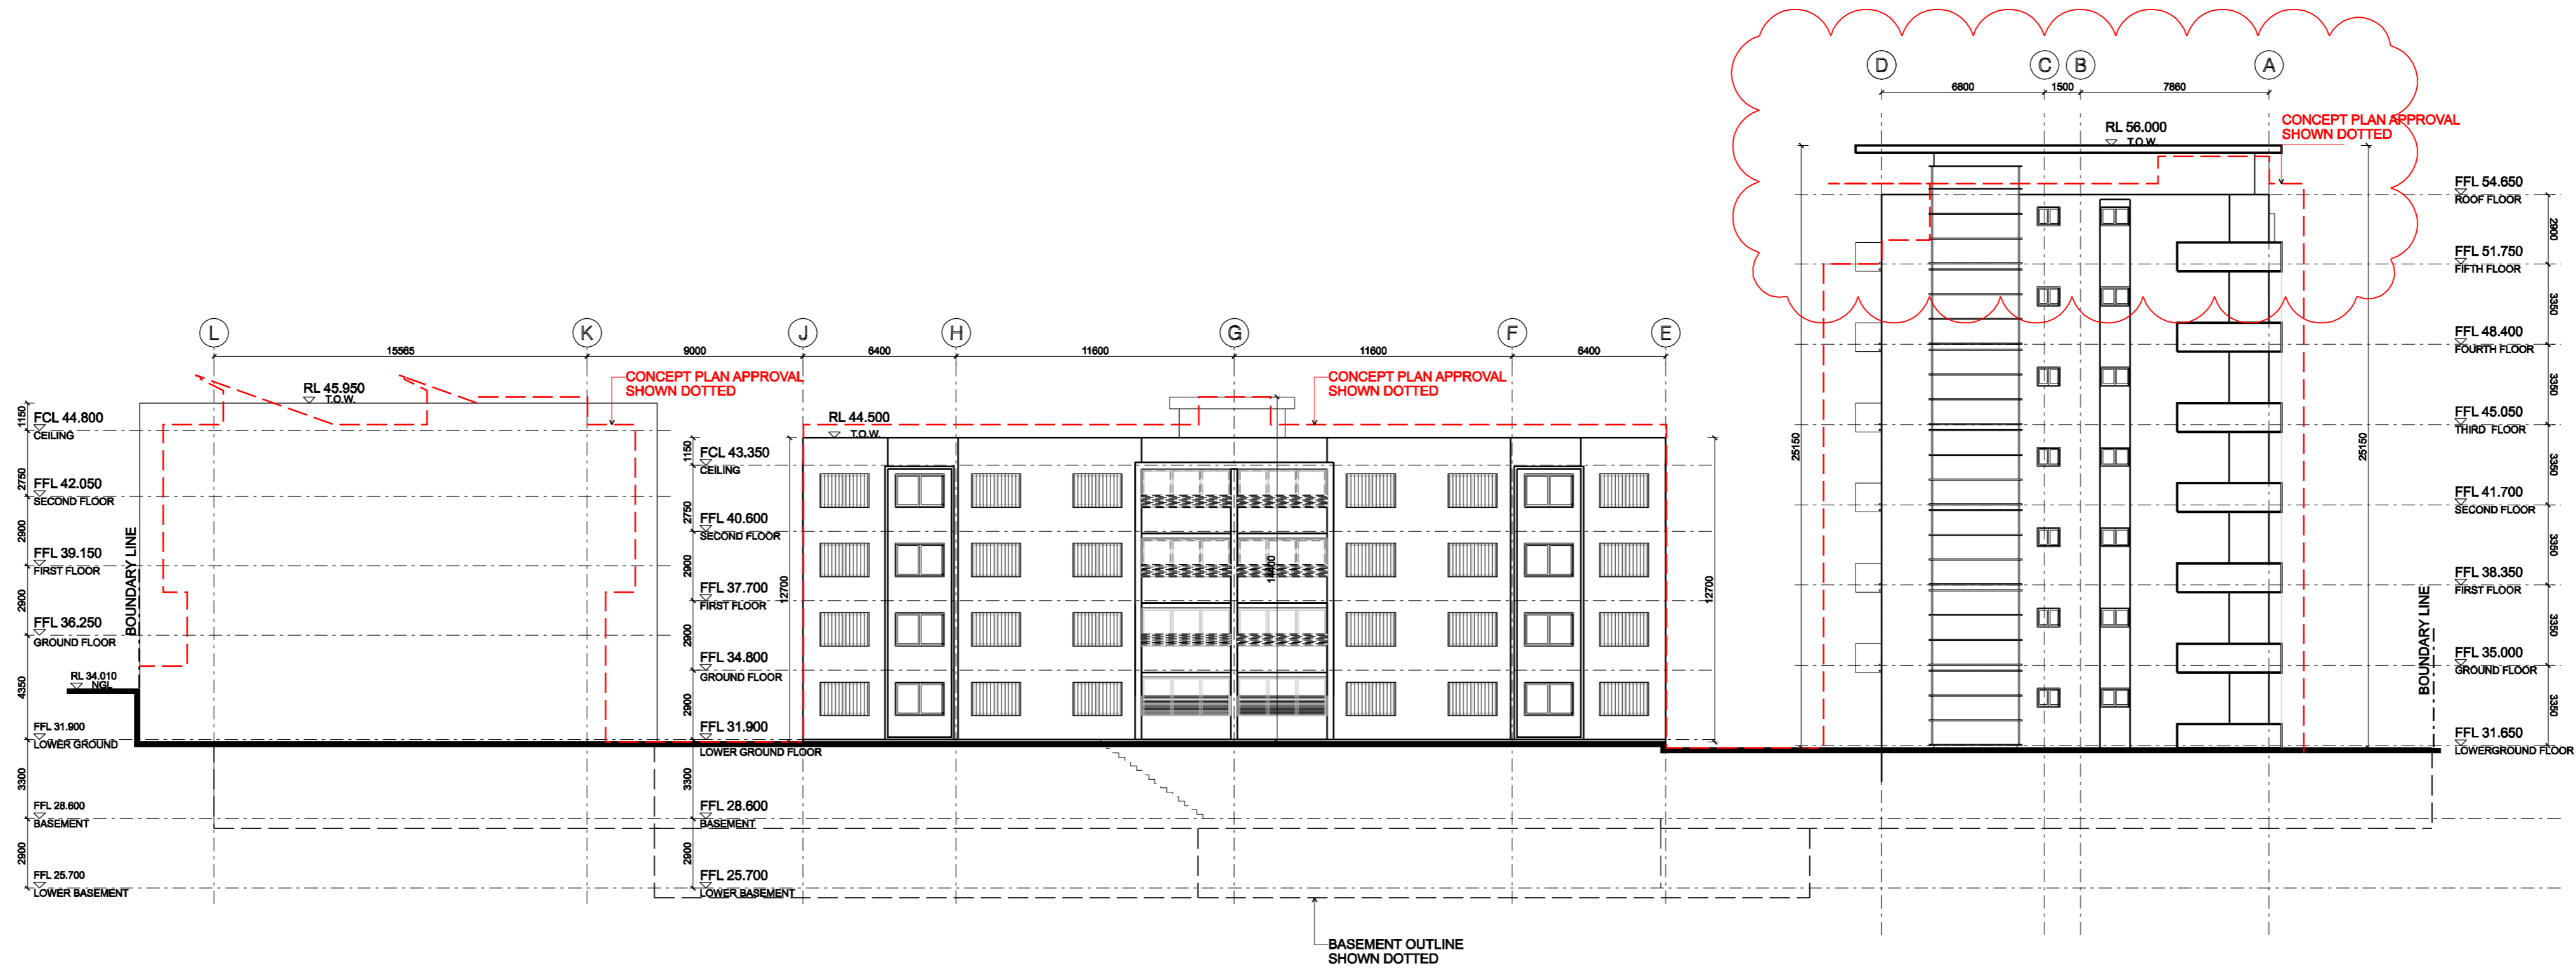 D
C
B
A
6800
1500
7860
CONCEPT PLAN APPROVAL
SHOWN DOTTED
RL 56.000
T.O.W.
25150
25150
FFL 54.650
ROOF FLOOR
2900
FFL 51.750
FIFTH FLOOR
3350
FFL 48.400
FOURTH FLOOR
3350
FFL 45.050
THIRD FLOOR
3350
FFL 41.700
SECOND FLOOR
3350
FFL 38.350
FIRST FLOOR
3350
FFL 35.000
GROUND FLOOR
3350
FFL 31.650
LOWERGROUND FLOOR
BOUNDARY LINE
L
K
J
H
G
F
E
15565
9000
6400
11600
11600
6400
CONCEPT PLAN APPROVAL
SHOWN DOTTED
CONCEPT PLAN APPROVAL
SHOWN DOTTED
RL 45.950
T.O.W.
RL 44.500
T.O.W.
1150
FCL 44.800
CEILING
2750
FFL 42.050
SECOND FLOOR
2900
FFL 39.150
FIRST FLOOR
2900
FFL 36.250
GROUND FLOOR
4350
RL 34.010
NGL
FFL 31.900
LOWER GROUND
3300
FFL 28.600
BASEMENT
2900
FFL 25.700
LOWER BASEMENT
BOUNDARY LINE
1150
FCL 43.350
CEILING
2750
FFL 40.600
SECOND FLOOR
2900
FFL 37.700
FIRST FLOOR
2900
FFL 34.800
GROUND FLOOR
2900
FFL 31.900
LOWER GROUND FLOOR
3300
FFL 28.600
BASEMENT
2900
FFL 25.700
LOWER BASEMENT
12700
14400
12700
BASEMENT OUTLINE
SHOWN DOTTED